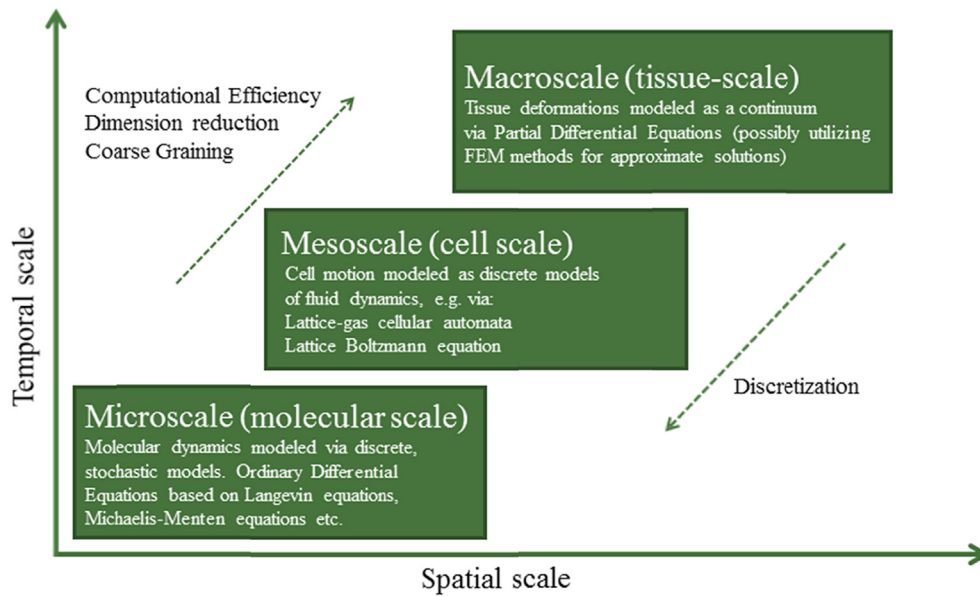 Macroscale (tissue-scale)
Tissue deformations modeled as a continuum
via Partial Differential Equations (possibly utilizing
FEM methods for approximate solutions)
Computational Efficiency
Dimension reduction
Coarse Graining
Mesoscale (cell scale)
Cell motion modeled as discrete models
of fluid dynamics, e.g. via:
Lattice-gas cellular automata
Lattice Boltzmann equation
Discretization
Microscale (molecular scale)
Molecular dynamics modeled via discrete,
stochastic models. Ordinary Differential
Equations based on Langevin equations,
Michaelis-Menten equations etc.
Temporal scale
Spatial scale